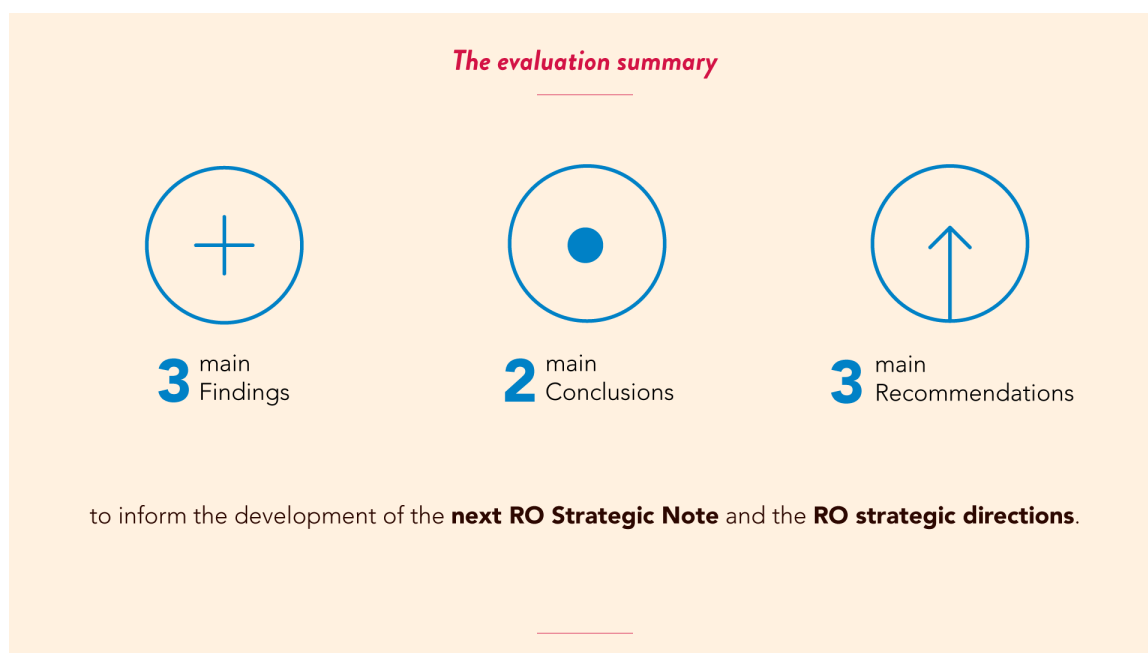 The evaluation summary
3 main Findings
2 main Conclusions
3 main Recommendations
to inform the development of the next RO Strategic Note and the RO strategic directions.